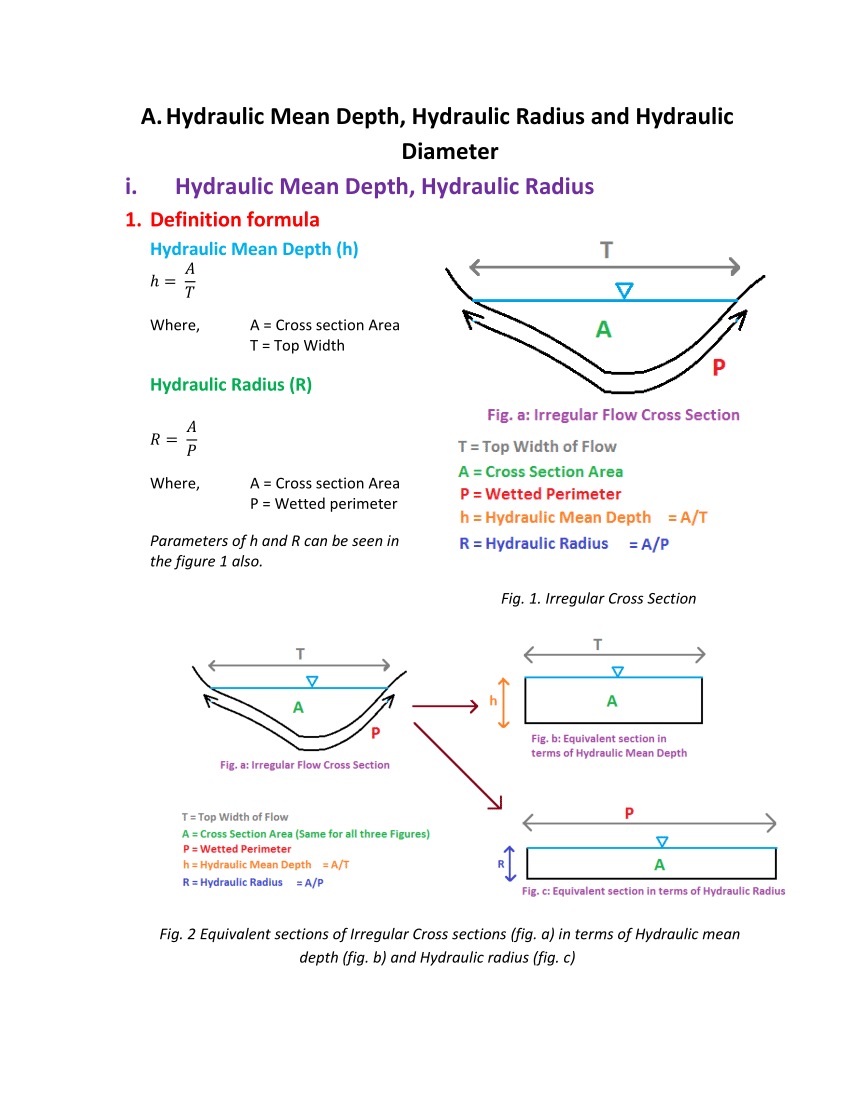 A. Hydraulic Mean Depth, Hydraulic Radius and Hydraulic
Diameter
i. Hydraulic Mean Depth, Hydraulic Radius
1. Definition formula
Hydraulic Mean Depth (h)
h = A/T
Where, A = Cross section Area
T = Top Width
Hydraulic Radius (R)
R = A/P
Where, A = Cross section Area
P = Wetted perimeter
Parameters of h and R can be seen in
the figure 1 also.
T
A
P
Fig. a: Irregular Flow Cross Section
T = Top Width of Flow
A = Cross Section Area
P = Wetted Perimeter
h = Hydraulic Mean Depth = A/T
R = Hydraulic Radius = A/P
Fig. 1. Irregular Cross Section
T
A
P
Fig. a: Irregular Flow Cross Section
T
h
A
Fig. b: Equivalent section in
terms of Hydraulic Mean Depth
T = Top Width of Flow
A = Cross Section Area (Same for all three Figures)
P = Wetted Perimeter
h = Hydraulic Mean Depth = A/T
R = Hydraulic Radius = A/P
P
R
A
Fig. c: Equivalent section in terms of Hydraulic Radius
Fig. 2 Equivalent sections of Irregular Cross sections (fig. a) in terms of Hydraulic mean
depth (fig. b) and Hydraulic radius (fig. c)